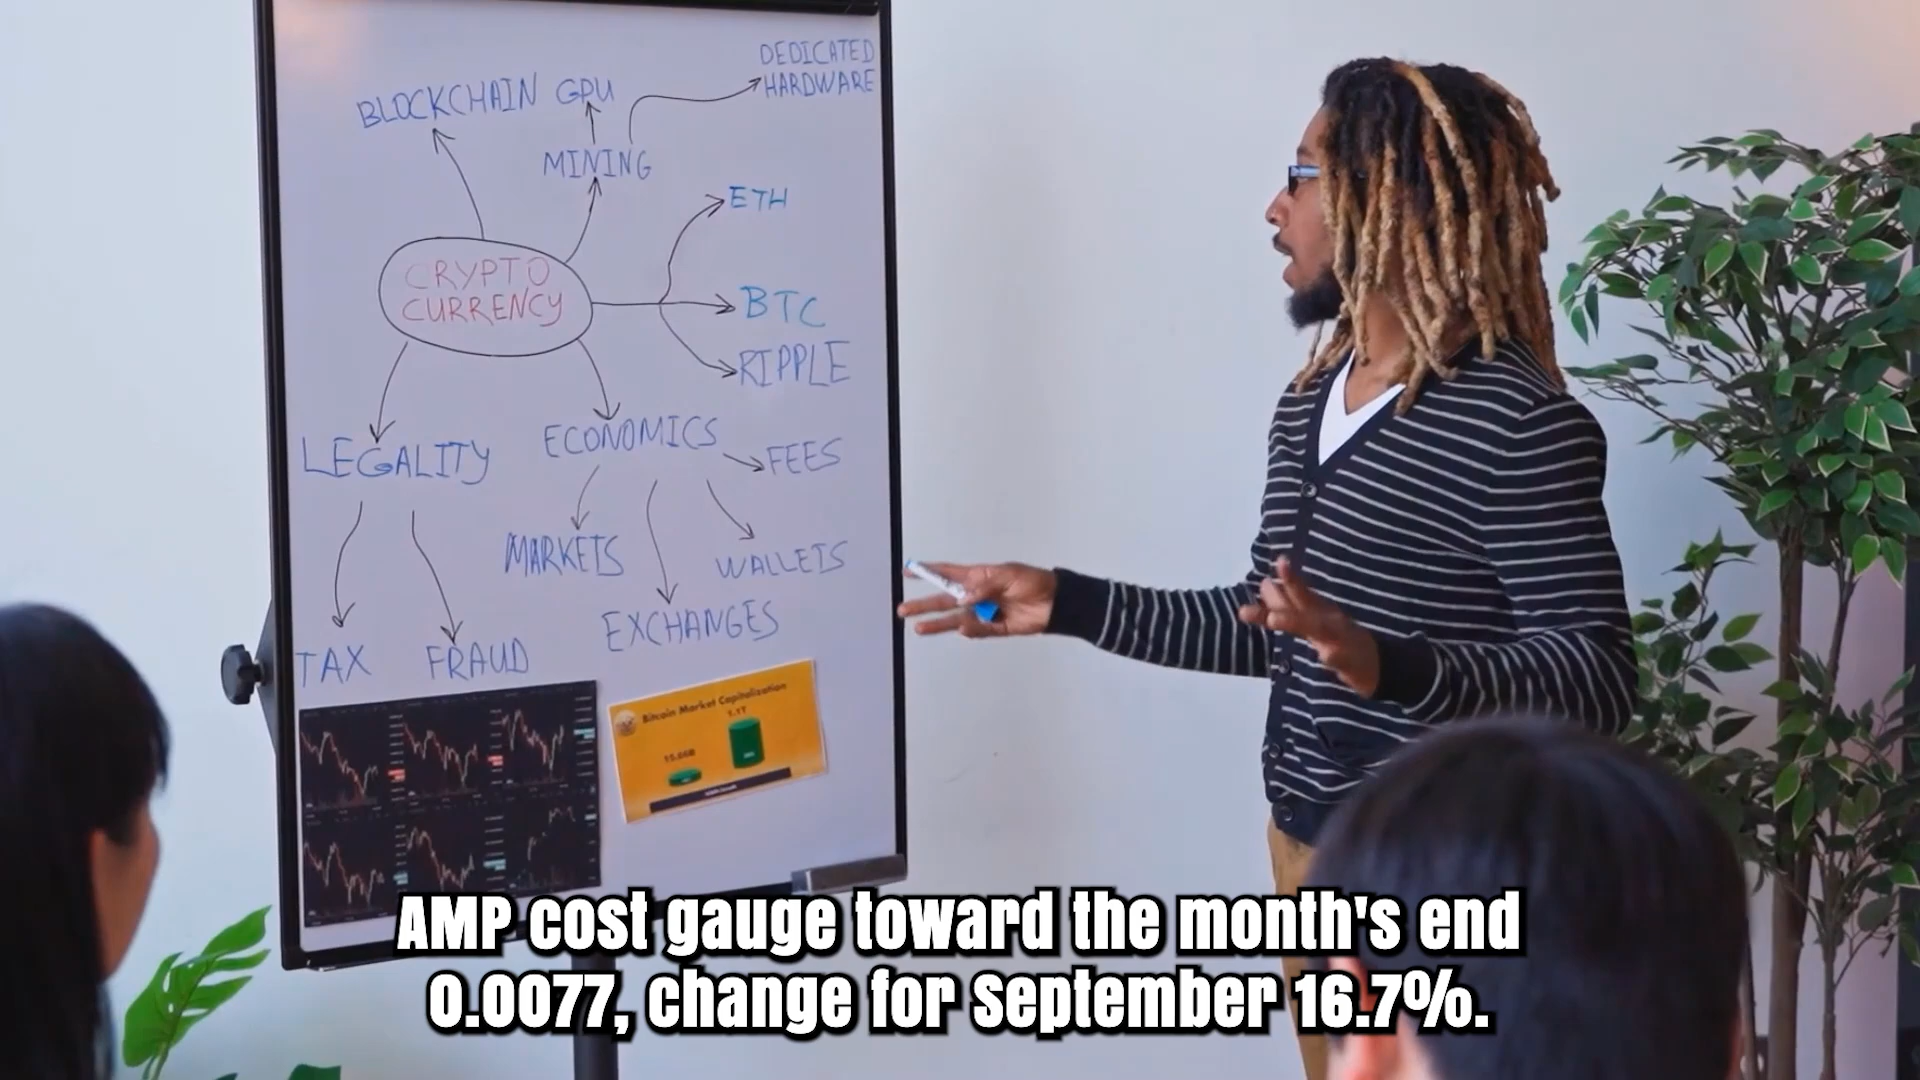 DEDICATED
HARDWARE
BLOCKCHAIN GPU
MINING
ETH
CRYPTO
CURRENCY
BTC
RIPPLE
LEGALITY
ECONOMICS
FEES
MARKETS
WALLETS
EXCHANGES
TAX
FRAUD
Bitcoin Market Capitalization
AMP cost gauge toward the month's end
0.0077, change for September 16.7%.